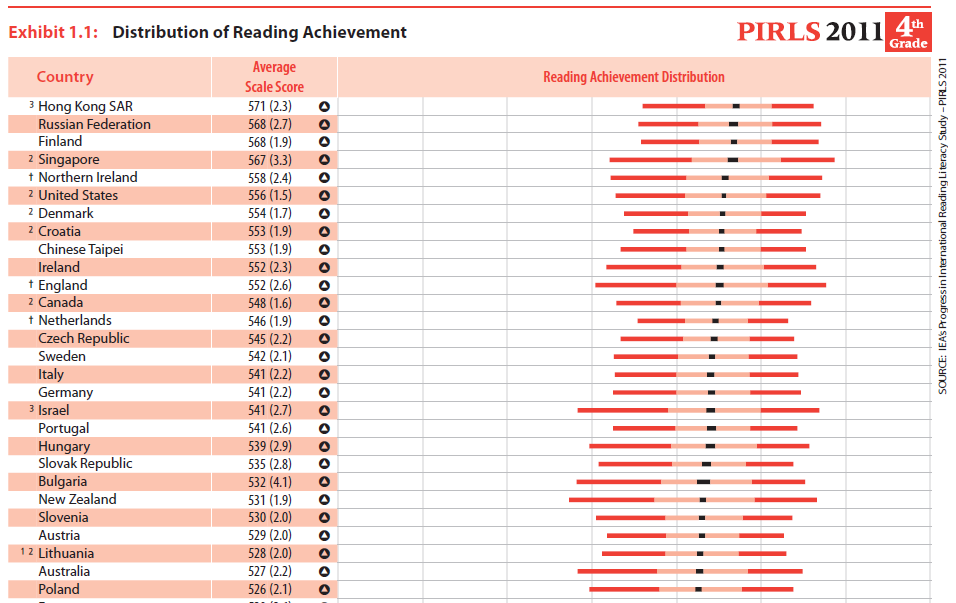 Exhibit 1.1: Distribution of Reading Achievement
PIRLS 2011 4th Grade
Country Average Scale Score Reading Achievement Distribution
3 Hong Kong SAR 571 (2.3)
Russian Federation 568 (2.7)
Finland 568 (1.9)
2 Singapore 567 (3.3)
† Northern Ireland 558 (2.4)
2 United States 556 (1.5)
2 Denmark 554 (1.7)
2 Croatia 553 (1.9)
Chinese Taipei 553 (1.9)
Ireland 552 (2.3)
† England 552 (2.6)
2 Canada 548 (1.6)
† Netherlands 546 (1.9)
Czech Republic 545 (2.2)
Sweden 542 (2.1)
Italy 541 (2.2)
Germany 541 (2.2)
3 Israel 541 (2.7)
Portugal 541 (2.6)
Hungary 539 (2.9)
Slovak Republic 535 (2.8)
Bulgaria 532 (4.1)
New Zealand 531 (1.9)
Slovenia 530 (2.0)
Austria 529 (2.0)
1 2 Lithuania 528 (2.0)
Australia 527 (2.2)
Poland 526 (2.1)
SOURCE: IEA's Progress in International Reading Literacy Study – PIRLS 2011